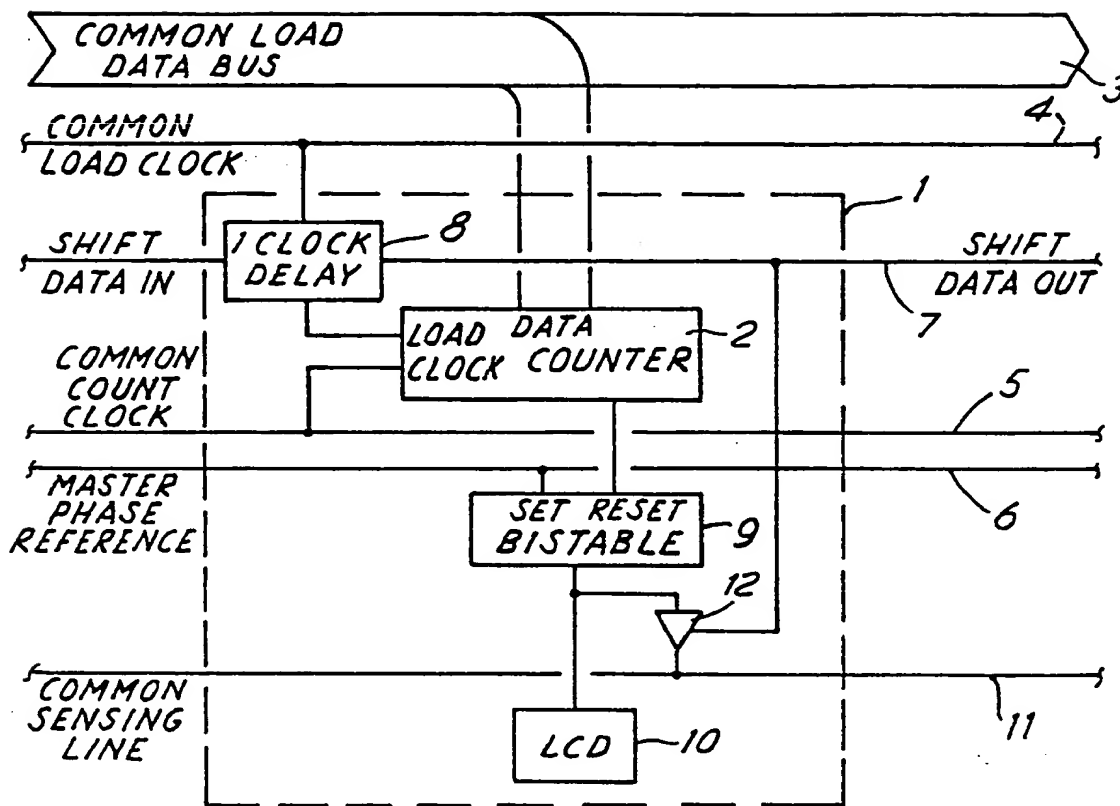 COMMON LOAD
DATA BUS
3
COMMON
LOAD CLOCK
4
1
SHIFT
DATA IN
1 CLOCK
DELAY
8
SHIFT
DATA OUT
7
LOAD DATA
CLOCK COUNTER
2
COMMON
COUNT
CLOCK
5
MASTER
PHASE
REFERENCE
6
SET RESET
BISTABLE
9
12
COMMON
SENSING
LINE
11
LCD
10